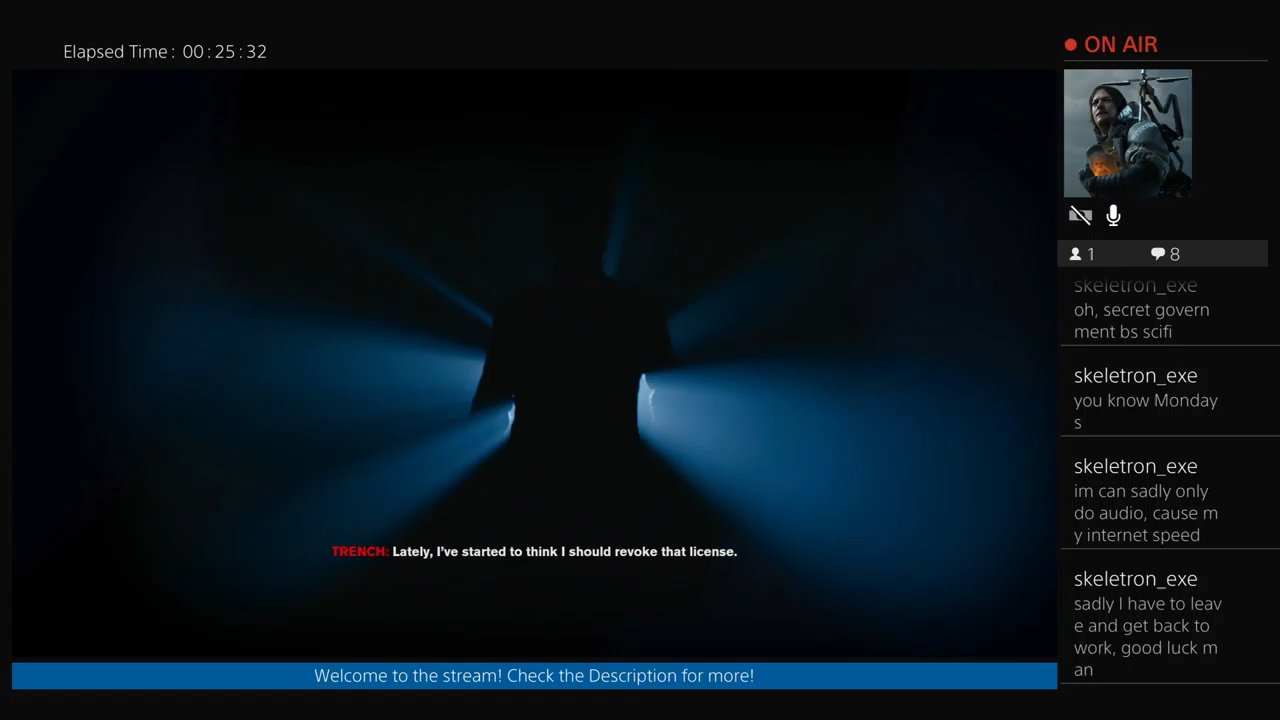 Elapsed Time: 00:25:32
ON AIR
1 8
skeletron_exe
oh, secret govern
ment bs scifi
skeletron_exe
you know Monday
s
skeletron_exe
im can sadly only
do audio, cause m
y internet speed
skeletron_exe
sadly I have to leav
e and get back to
work, good luck m
an
TRENCH: Lately, I've started to think I should revoke that license.
Welcome to the stream! Check the Description for more!